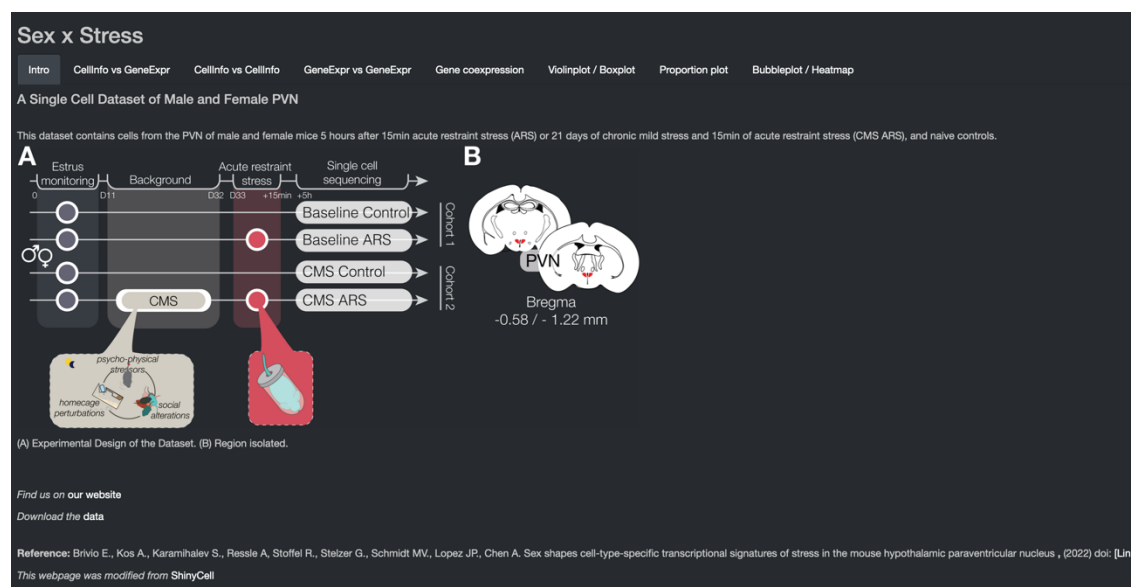 Sex x Stress
Intro CellInfo vs GeneExpr CellInfo vs CellInfo GeneExpr vs GeneExpr Gene coexpression Violinplot / Boxplot Proportion plot Bubbleplot / Heatmap
A Single Cell Dataset of Male and Female PVN
This dataset contains cells from the PVN of male and female mice 5 hours after 15min acute restraint stress (ARS) or 21 days of chronic mild stress and 15min of acute restraint stress (CMS ARS), and naive controls.
A
Estrus
monitoring
Background
Acute restraint
stress
Single cell
sequencing
0 D11 D32 D33 +15min +5h
Baseline Control
Baseline ARS
Cohort 1
♂♀
CMS Control
CMS CMS ARS
Cohort 2
psycho-physical
stressors
homecage
perturbations
social
alterations
B
PVN
Bregma
-0.58 / - 1.22 mm
(A) Experimental Design of the Dataset. (B) Region isolated.
Find us on our website
Download the data
Reference: Brivio E., Kos A., Karamihalev S., Ressle A, Stoffel R., Stelzer G., Schmidt MV., Lopez JP., Chen A. Sex shapes cell-type-specific transcriptional signatures of stress in the mouse hypothalamic paraventricular nucleus , (2022) doi: [Lin
This webpage was modified from ShinyCell